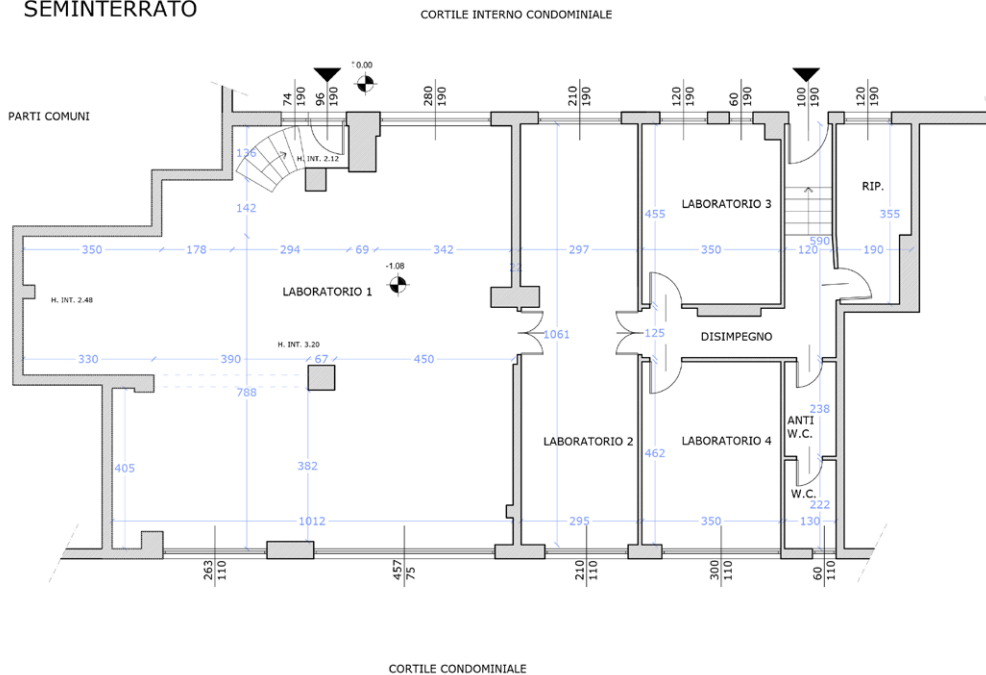 SEMINTERRATO
CORTILE INTERNO CONDOMINIALE
PARTI COMUNI
0.00
74 190
96 190
280 190
210 190
120 190
60 190
100 190
120 190
136
H. INT. 2.12
142
LABORATORIO 3
RIP.
455
355
590
350
178
294
69
342
297
350
120
190
22
-1.08
H. INT. 2.48
LABORATORIO 1
1061
125
DISIMPEGNO
H. INT. 3.20
330
390
67
450
788
238
405
382
LABORATORIO 2
LABORATORIO 4
ANTI
W.C.
462
W.C.
222
1012
295
350
130
263 110
457 75
210 110
300 110
60 110
CORTILE CONDOMINIALE